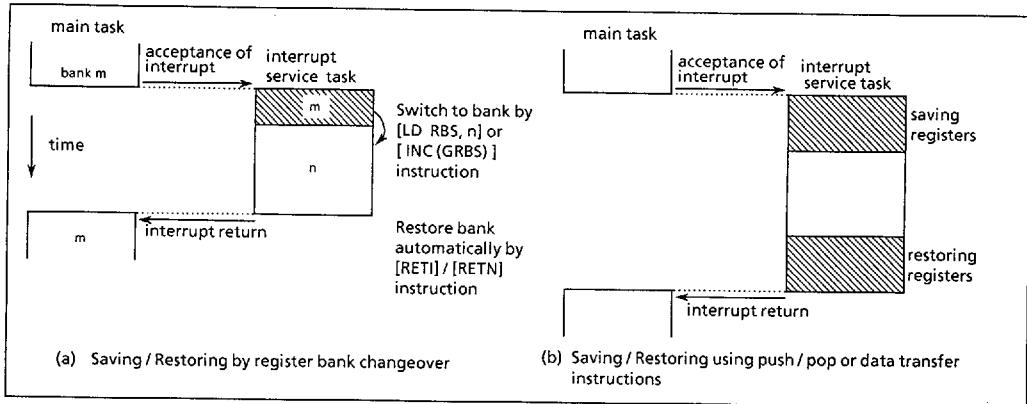 main task
bank m
acceptance of
interrupt
interrupt
service task
m
Switch to bank by
[LD RBS, n] or
[ INC (GRBS) ]
instruction
time
n
m
interrupt return
Restore bank
automatically by
[RETI] / [RETN]
instruction
(a) Saving / Restoring by register bank changeover
main task
acceptance of
interrupt
interrupt
service task
saving
registers
restoring
registers
interrupt return
(b) Saving / Restoring using push / pop or data transfer
instructions